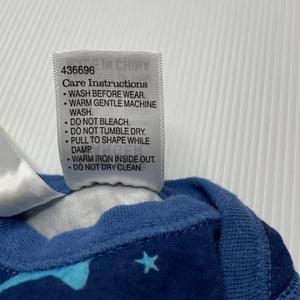 436696
Care Instructions
• WASH BEFORE WEAR.
• WARM GENTLE MACHINE
WASH.
• DO NOT BLEACH.
• DO NOT TUMBLE DRY.
• PULL TO SHAPE WHILE
DAMP.
• WARM IRON INSIDE OUT.
• DO NOT DRY CLEAN.